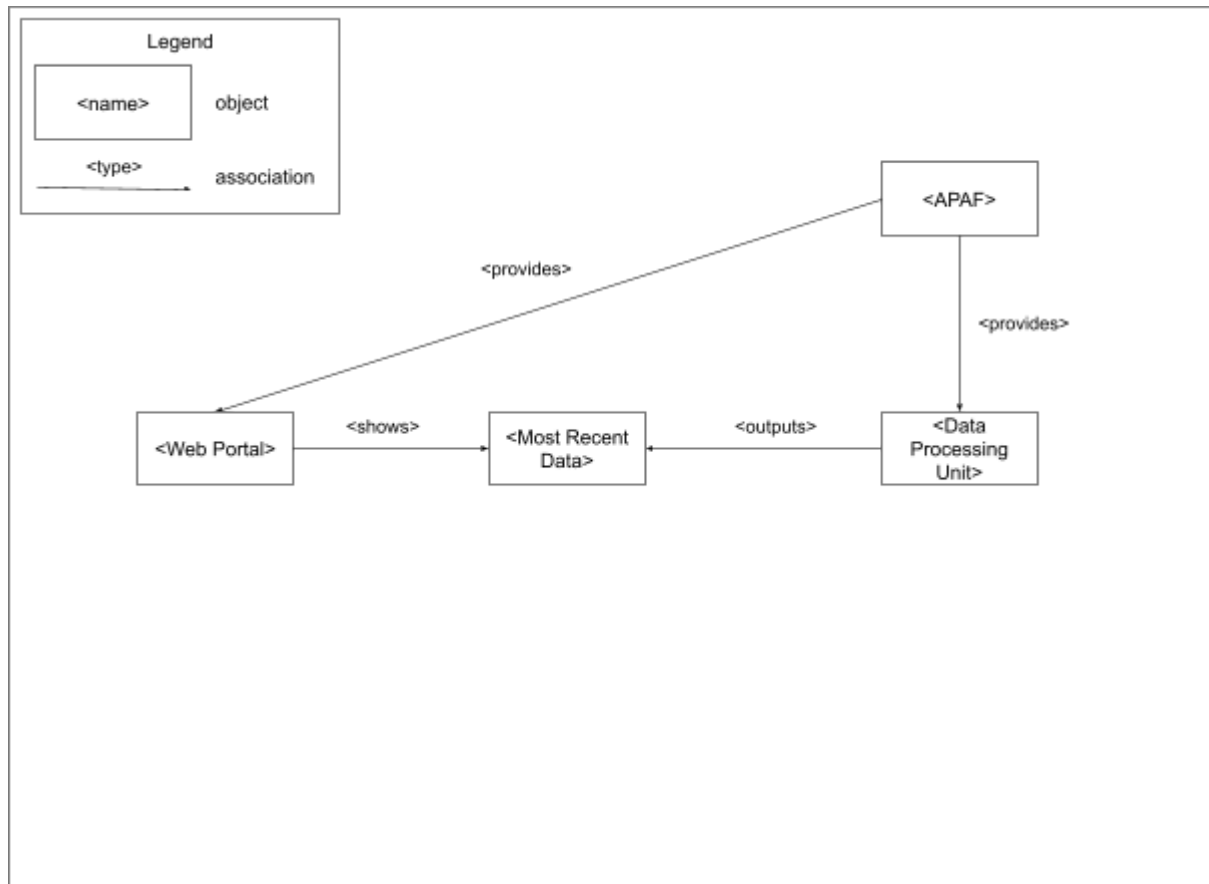 Legend
<name>
object
<type>
association
<APAF>
<provides>
<provides>
<Web Portal>
<shows>
<Most Recent
Data>
<outputs>
<Data
Processing
Unit>